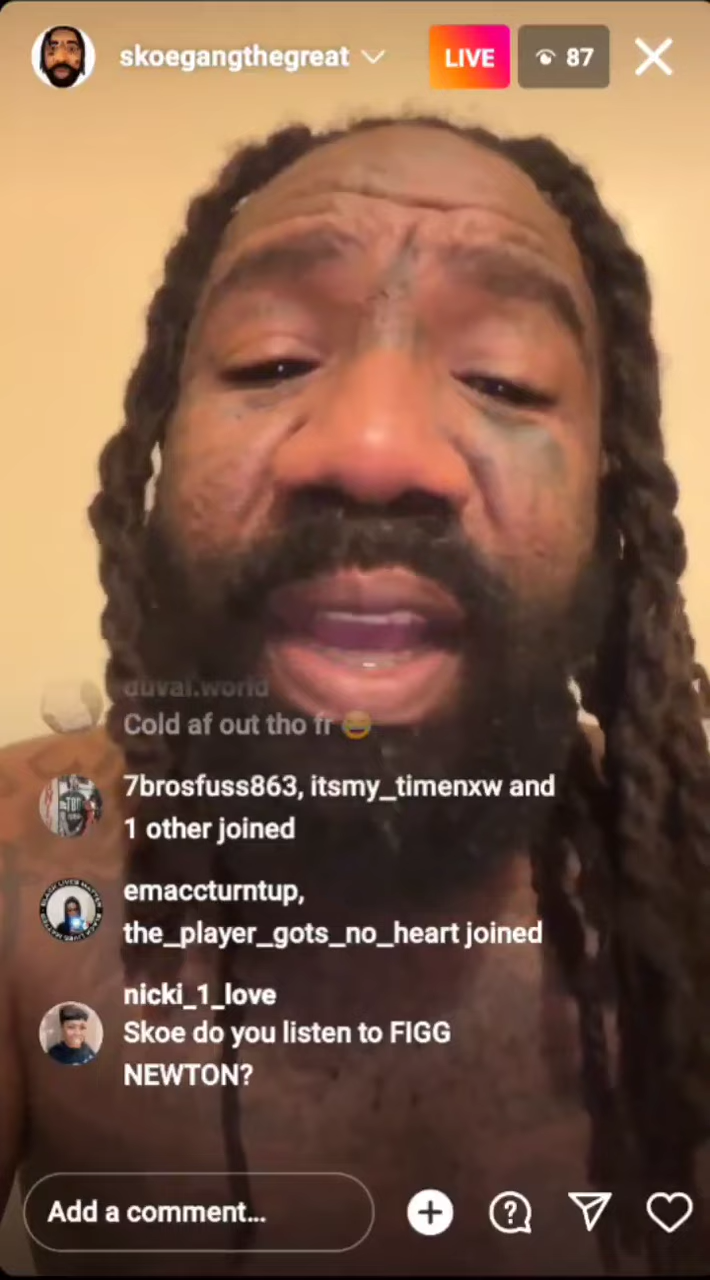 skoegangthegreat
LIVE
87
duval.world
Cold af out tho fr 😄
7brosfuss863, itsmy_timenxw and
1 other joined
emaccturntup,
the_player_gots_no_heart joined
nicki_1_love
Skoe do you listen to FIGG
NEWTON?
Add a comment...